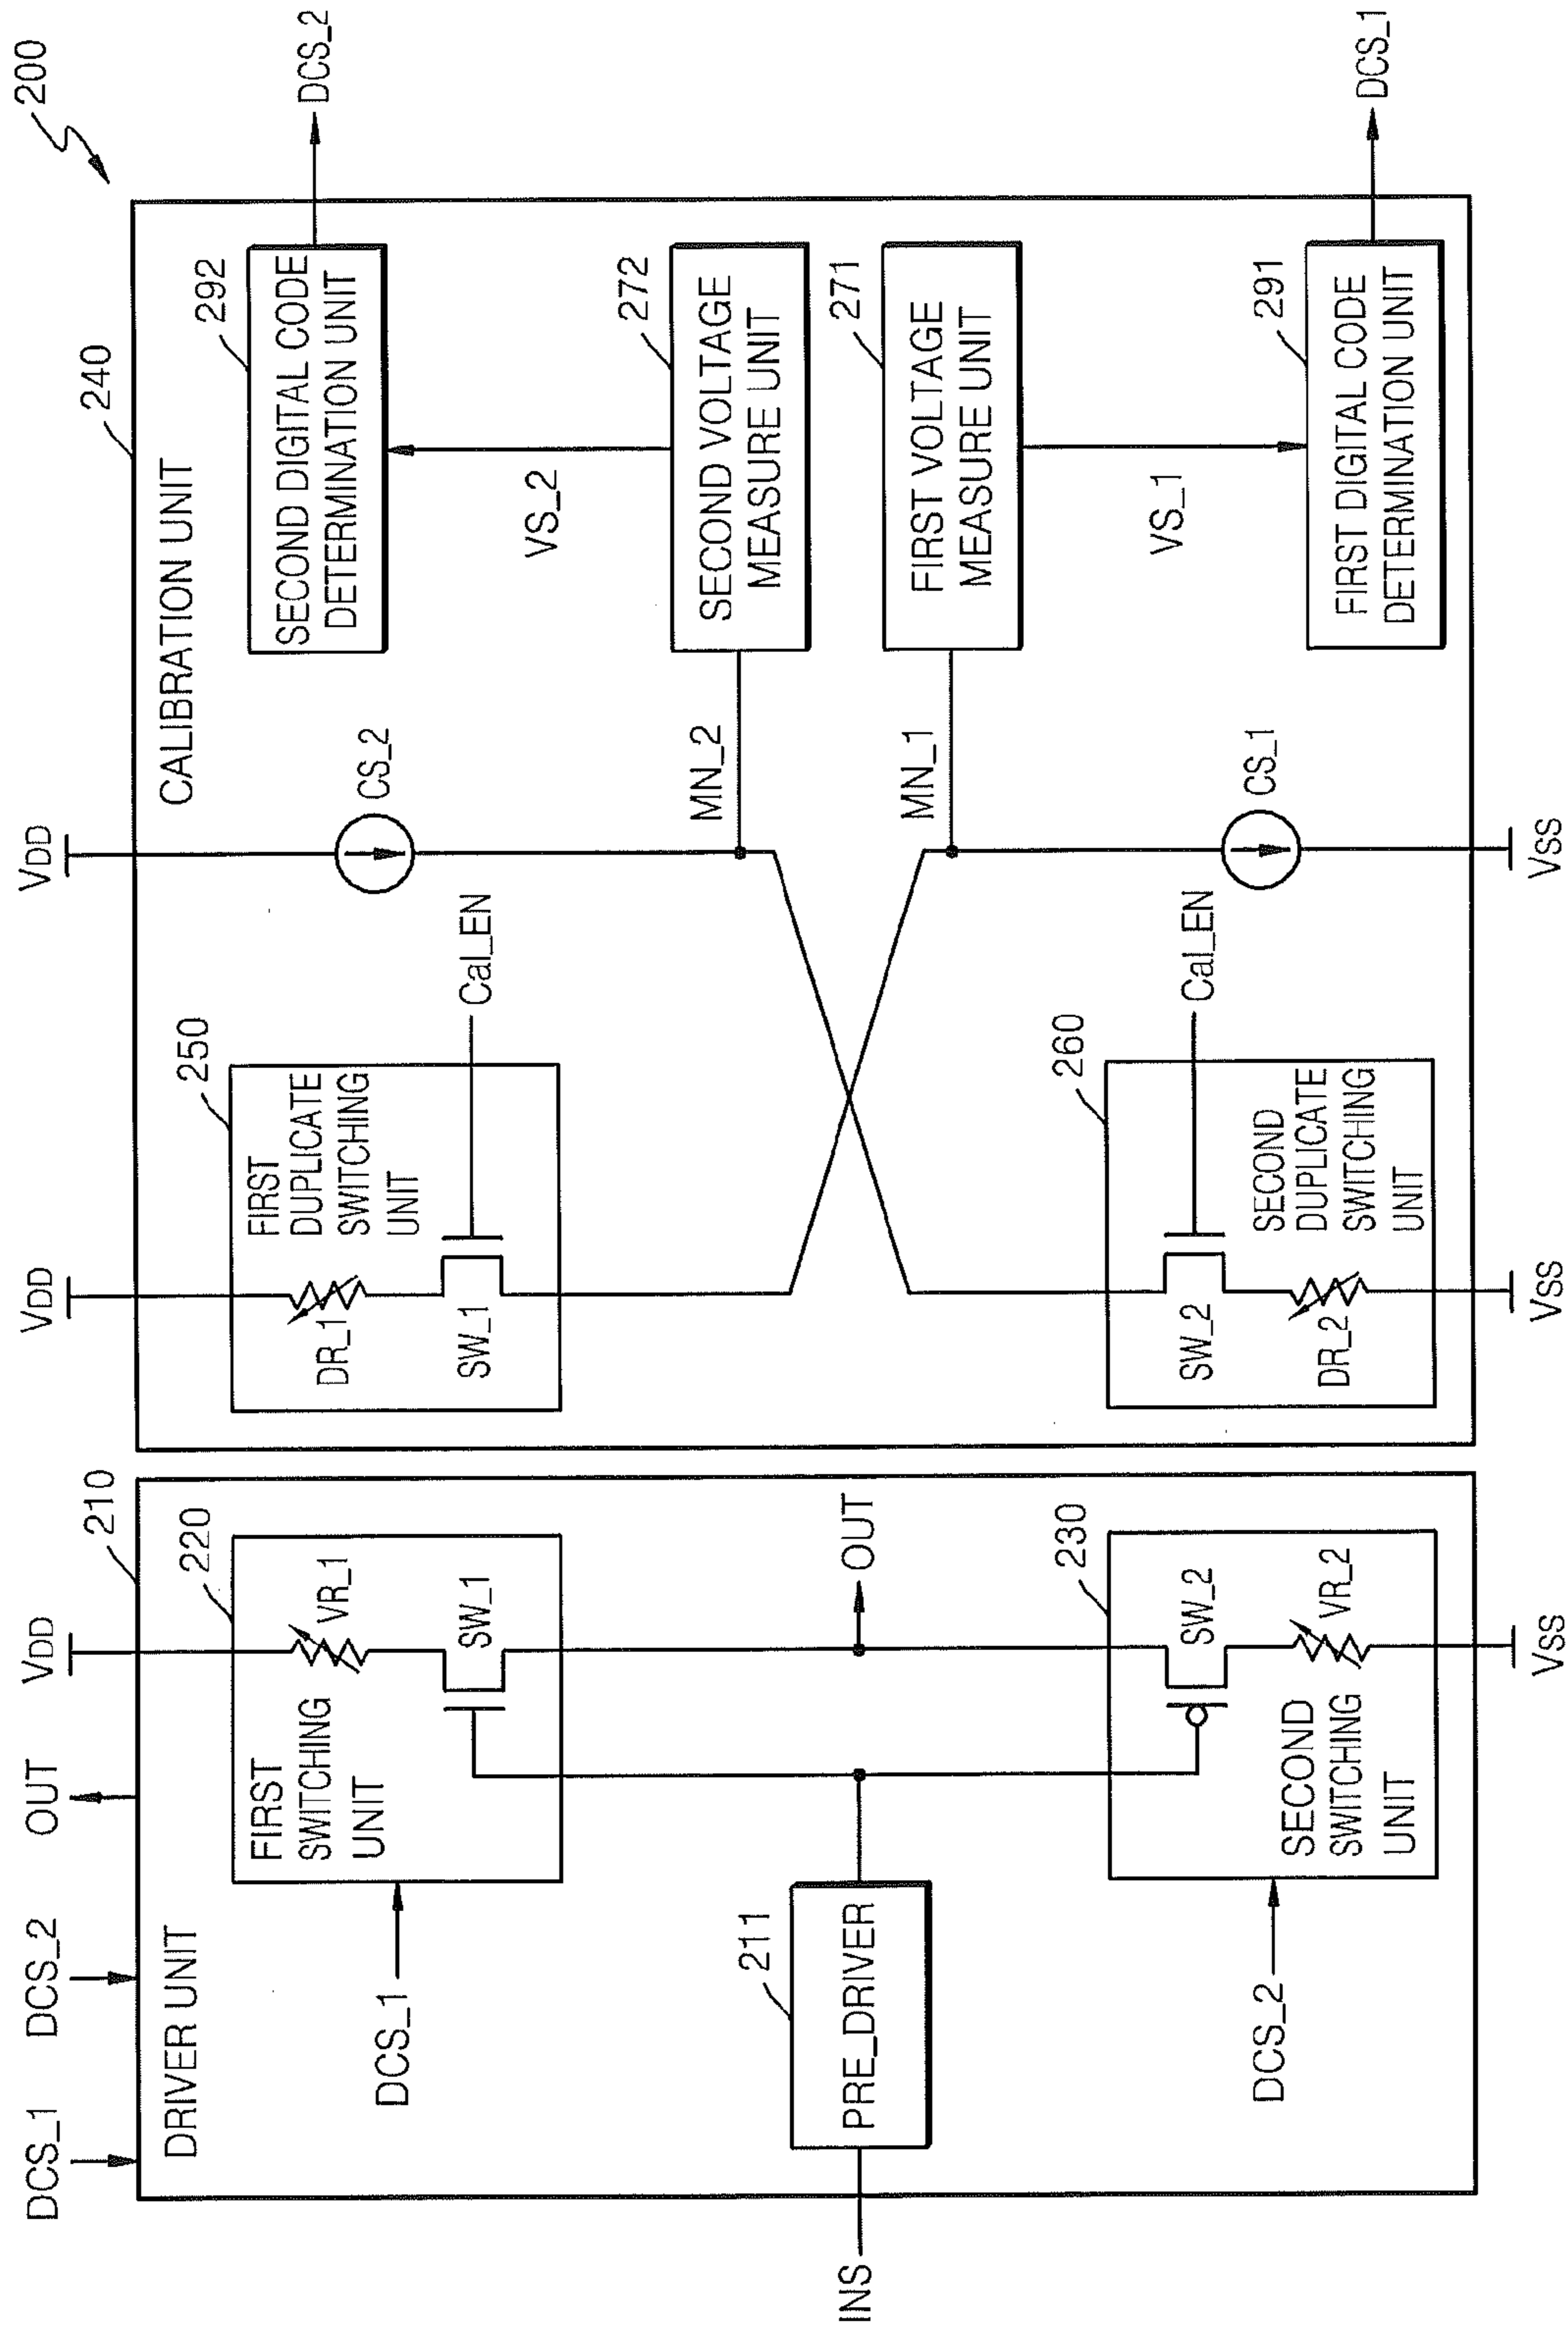 200
DCS_1
DCS_2
OUT
210
DRIVER UNIT
VDD
220
FIRST
SWITCHING
UNIT
VR_1
SW_1
DCS_1
INS
211
PRE_DRIVER
OUT
DCS_2
230
SECOND
SWITCHING
UNIT
SW_2
VR_2
VSS
240
CALIBRATION UNIT
VDD
250
FIRST
DUPLICATE
SWITCHING
UNIT
DR_1
SW_1
Cal_EN
260
SECOND
DUPLICATE
SWITCHING
UNIT
SW_2
DR_2
Cal_EN
VSS
VDD
CS_2
MN_2
MN_1
CS_1
VSS
292
SECOND DIGITAL CODE
DETERMINATION UNIT
DCS_2
VS_2
272
SECOND VOLTAGE
MEASURE UNIT
271
FIRST VOLTAGE
MEASURE UNIT
VS_1
291
FIRST DIGITAL CODE
DETERMINATION UNIT
DCS_1